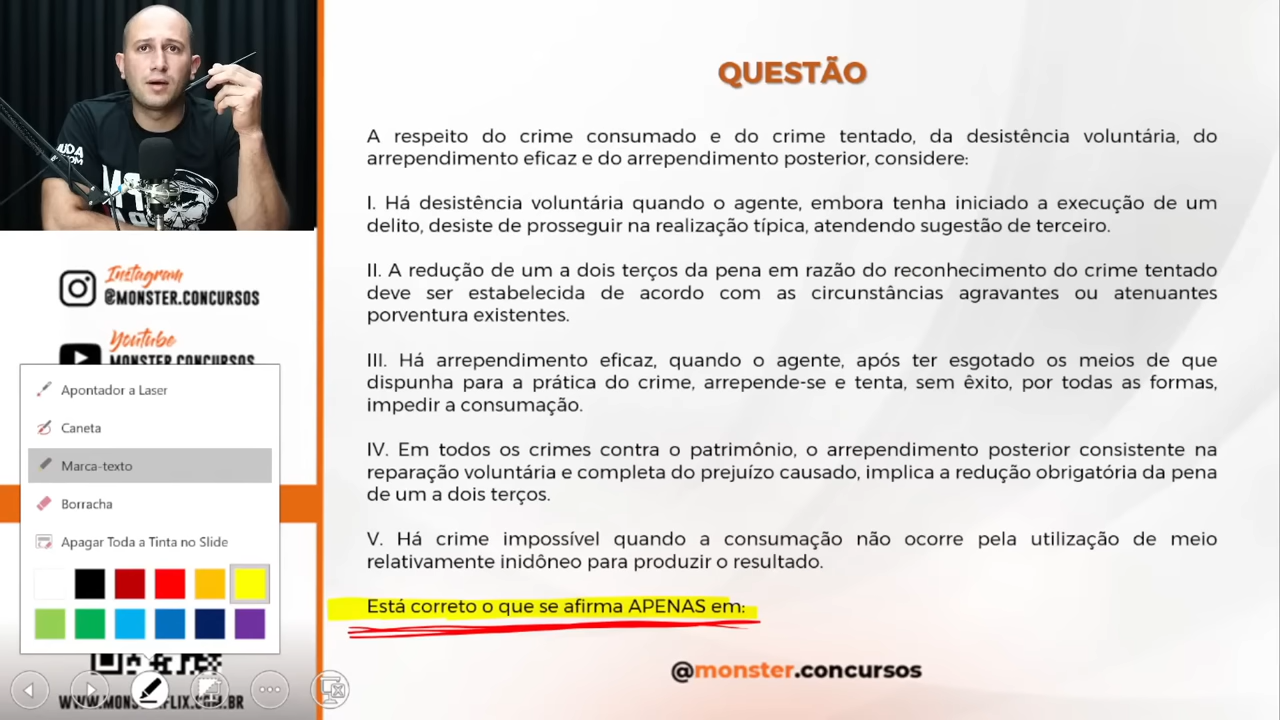 QUESTÃO
A respeito do crime consumado e do crime tentado, da desistência voluntária, do
arrependimento eficaz e do arrependimento posterior, considere:
I. Há desistência voluntária quando o agente, embora tenha iniciado a execução de um
delito, desiste de prosseguir na realização típica, atendendo sugestão de terceiro.
II. A redução de um a dois terços da pena em razão do reconhecimento do crime tentado
deve ser estabelecida de acordo com as circunstâncias agravantes ou atenuantes
porventura existentes.
III. Há arrependimento eficaz, quando o agente, após ter esgotado os meios de que
dispunha para a prática do crime, arrepende-se e tenta, sem êxito, por todas as formas,
impedir a consumação.
IV. Em todos os crimes contra o patrimônio, o arrependimento posterior consistente na
reparação voluntária e completa do prejuízo causado, implica a redução obrigatória da pena
de um a dois terços.
V. Há crime impossível quando a consumação não ocorre pela utilização de meio
relativamente inidôneo para produzir o resultado.
Está correto o que se afirma APENAS em:
@monster.concursos
Instagram
@MONSTER.CONCURSOS
Youtube
MONSTER.CONCURSOS
Apontador a Laser
Caneta
Marca-texto
Borracha
Apagar Toda a Tinta no Slide